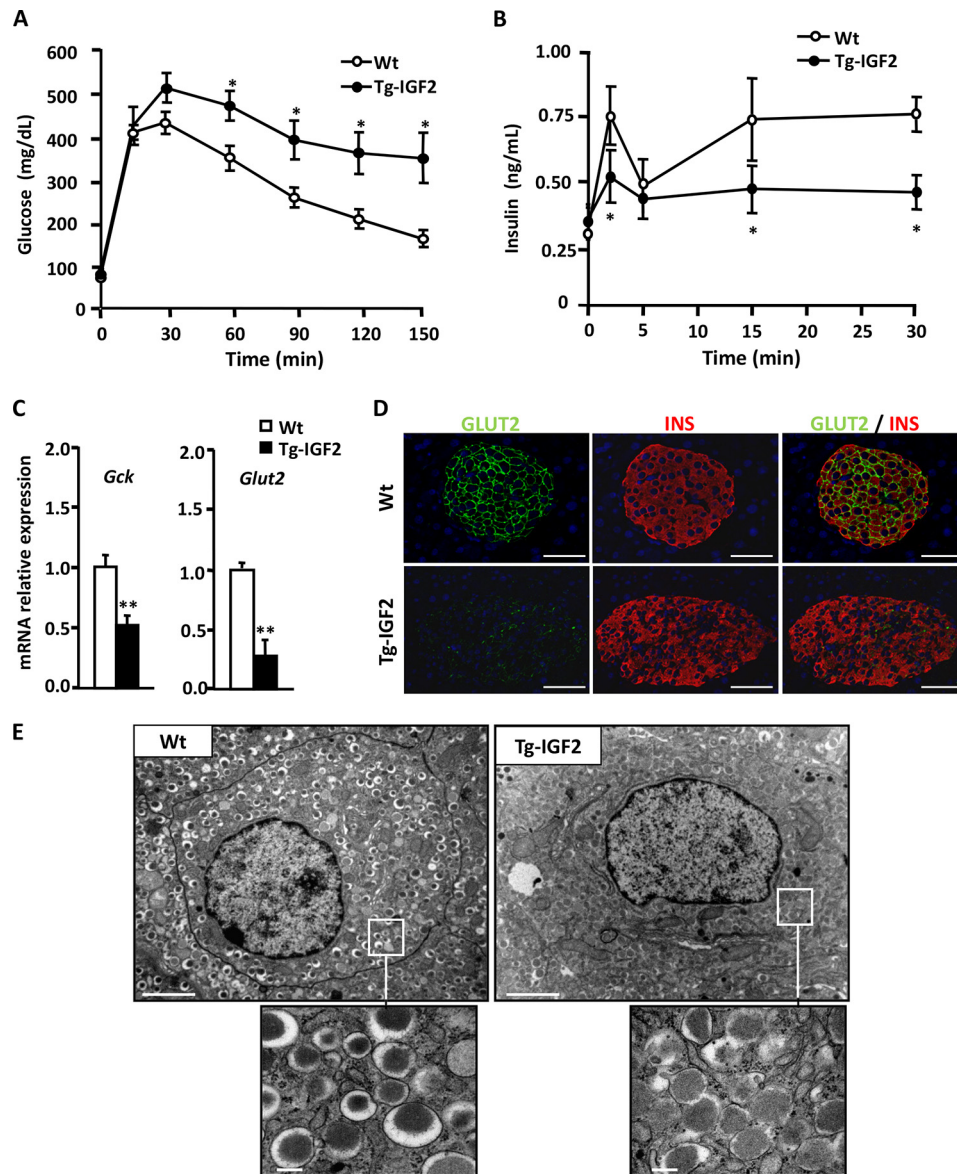 A
600
500
400
300
200
100
0
Glucose (mg/dL)
0 30 60 90 120 150
Time (min)
Wt
Tg-IGF2
* * * *
B
1.00
0.75
0.50
0.25
0
Insulin (ng/mL)
0 5 10 15 20 25 30
Time (min)
Wt
Tg-IGF2
* * *
C
Wt
Tg-IGF2
mRNA relative expression
2.0
1.5
1.0
0.5
0.0
Gck
**
2.0
1.5
1.0
0.5
0.0
Glut2
**
D
GLUT2 INS GLUT2 / INS
Wt
Tg-IGF2
E
Wt
Tg-IGF2